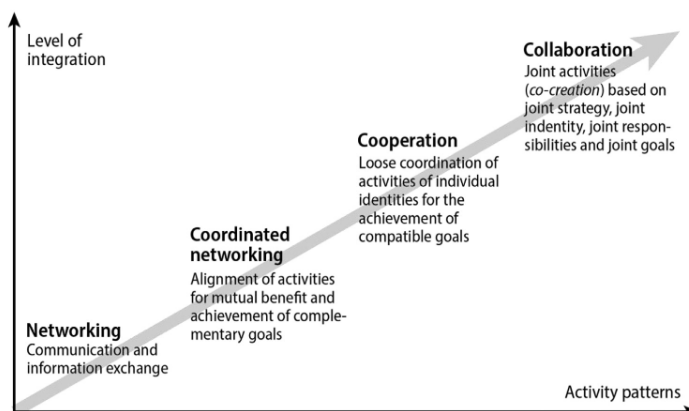 Level of
integration
Collaboration
Joint activities
(co-creation) based on
joint strategy, joint
indentity, joint respon-
sibilities and joint goals
Cooperation
Loose coordination of
activities of individual
identities for the
achievement of
compatible goals
Coordinated
networking
Alignment of activities
for mutual benefit and
achievement of comple-
mentary goals
Networking
Communication and
information exchange
Activity patterns